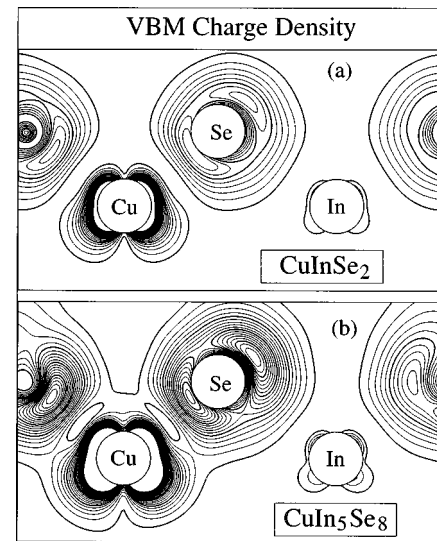 VBM Charge Density
(a)
Se
Cu
In
CuInSe₂
(b)
Se
Cu
In
CuIn₅Se₈